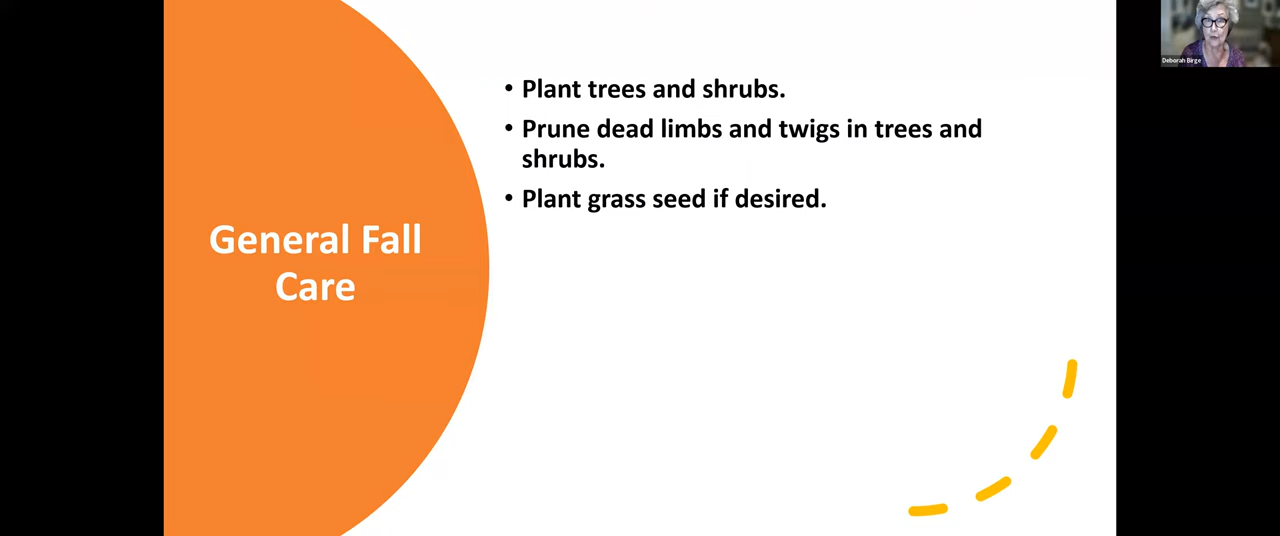 General Fall
Care
• Plant trees and shrubs.
• Prune dead limbs and twigs in trees and
shrubs.
• Plant grass seed if desired.
Deborah Birge